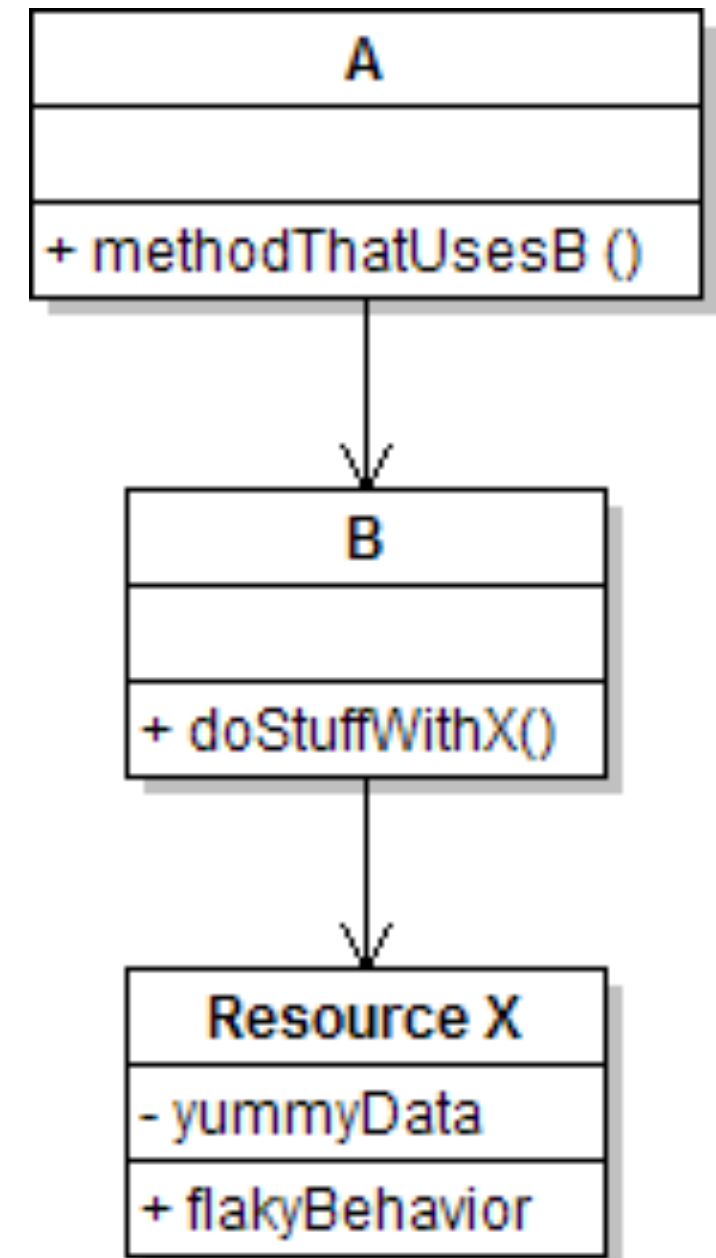 A
+ methodThatUsesB ()
B
+ doStuffWithX()
Resource X
- yummyData
+ flakyBehavior